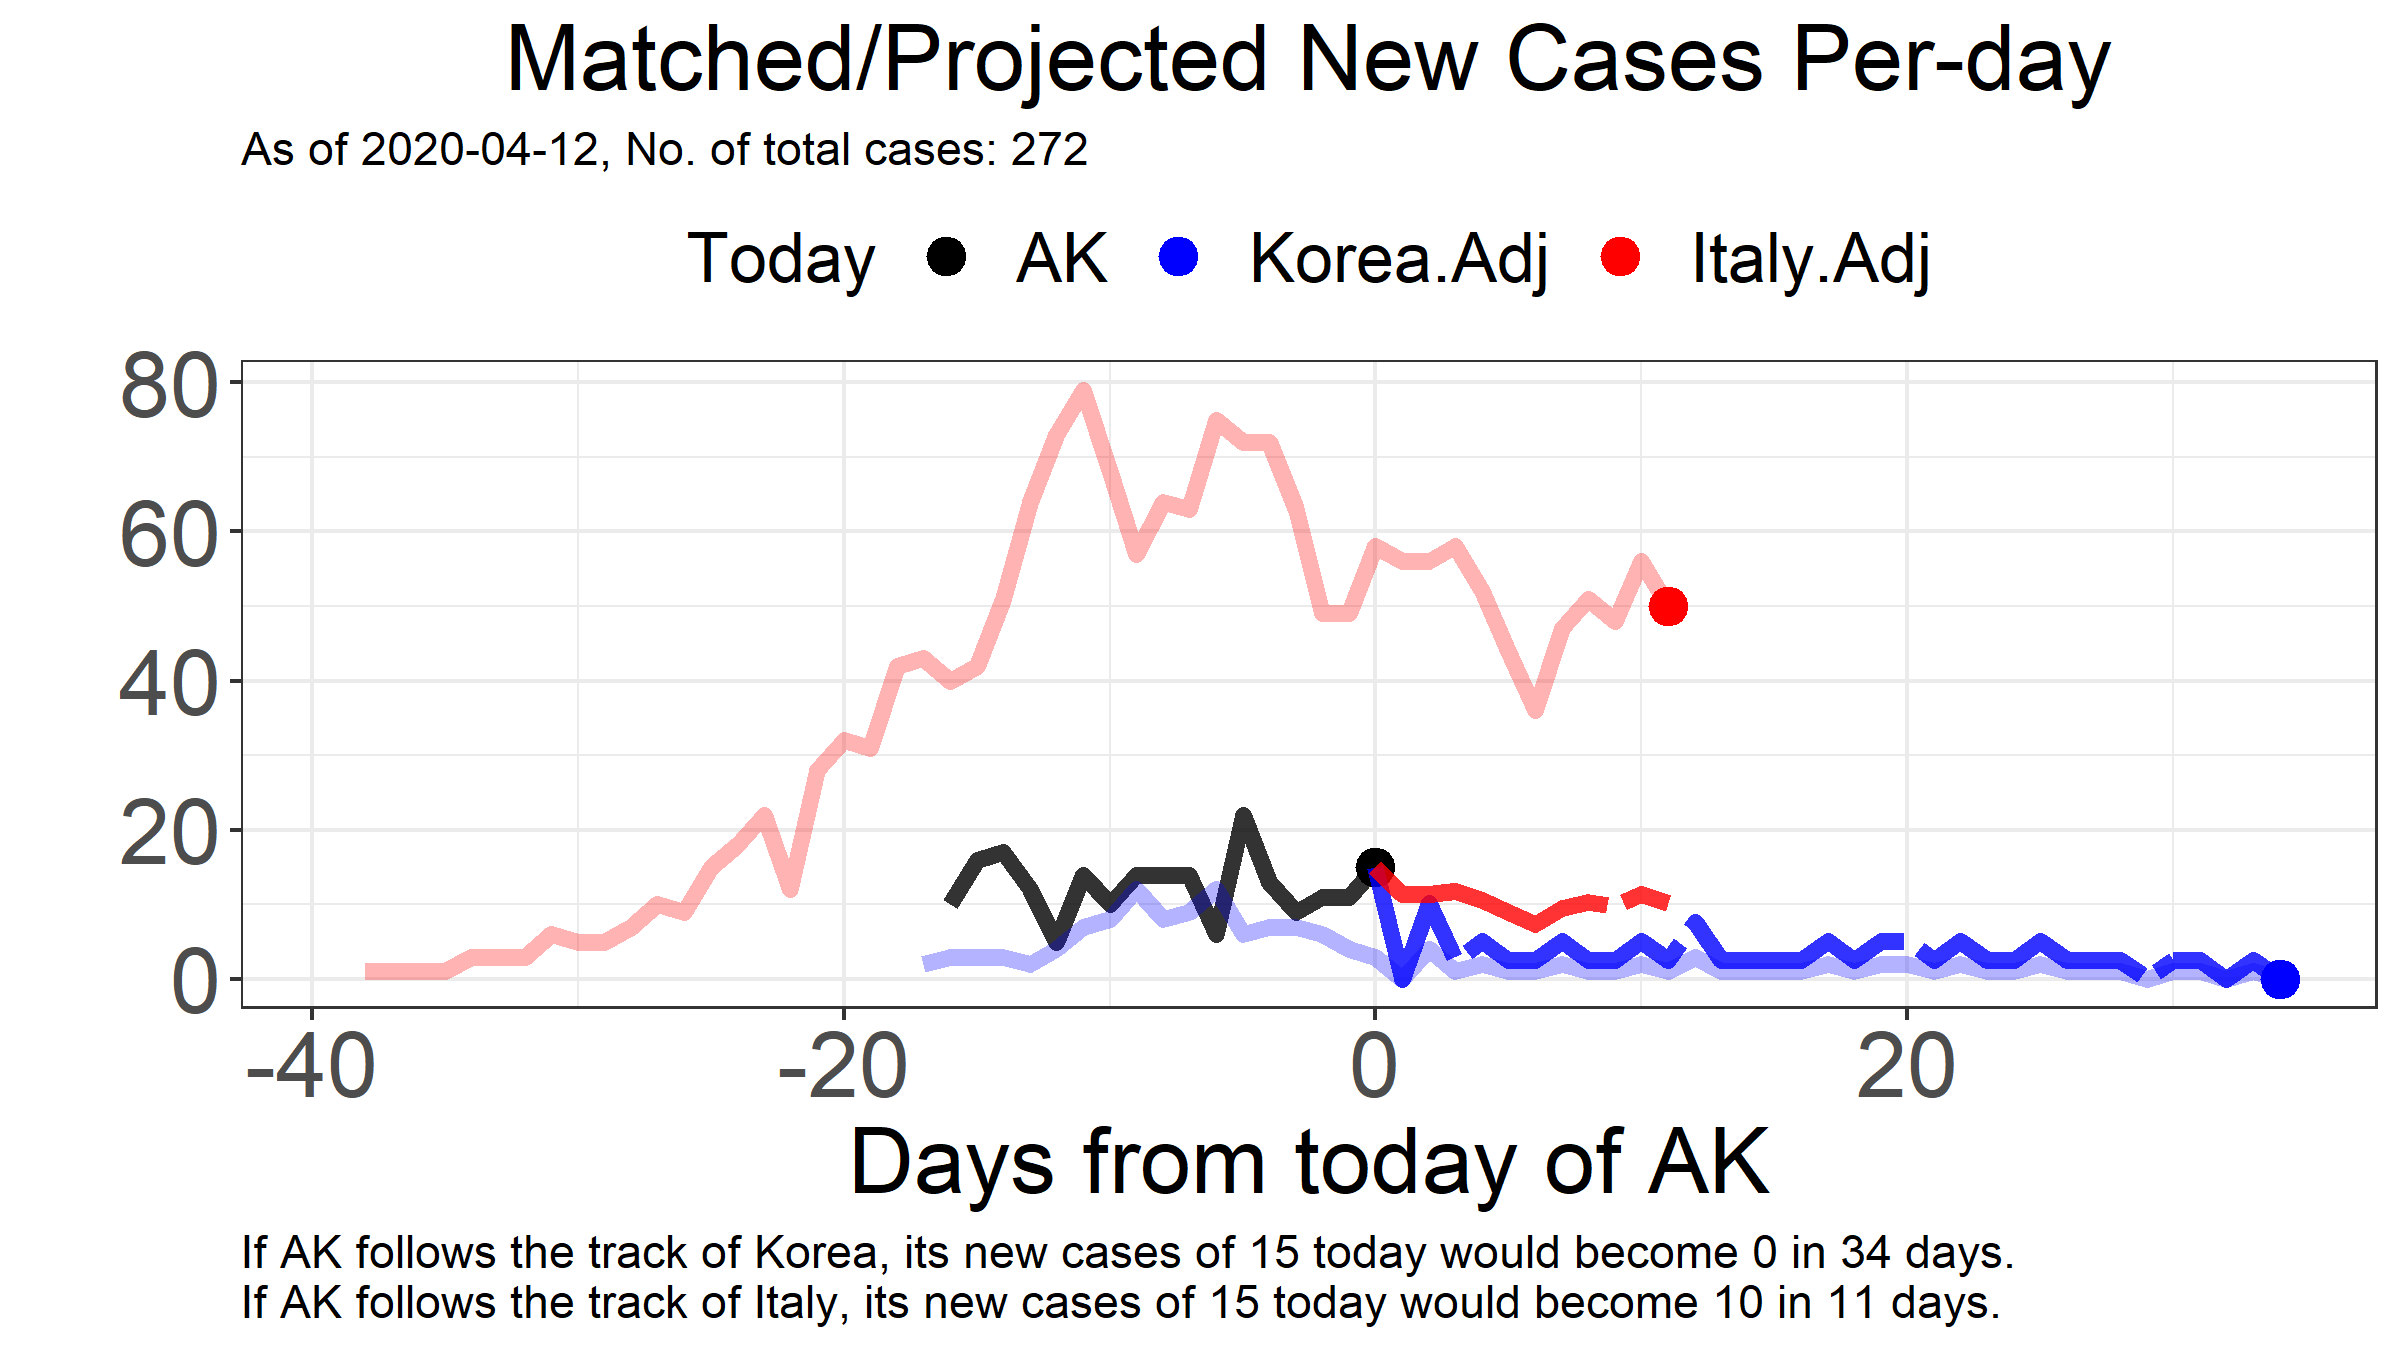 Matched/Projected New Cases Per-day
As of 2020-04-12, No. of total cases: 272
Today AK Korea.Adj Italy.Adj
80
60
40
20
0
-40 -20 0 20
Days from today of AK
If AK follows the track of Korea, its new cases of 15 today would become 0 in 34 days.
If AK follows the track of Italy, its new cases of 15 today would become 10 in 11 days.